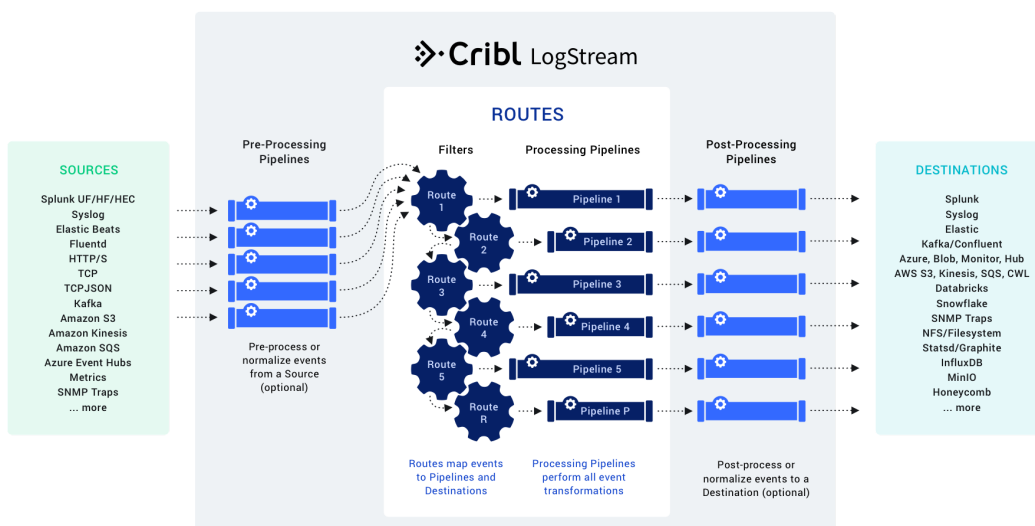 Cribl LogStream
ROUTES
SOURCES
Splunk UF/HF/HEC
Syslog
Elastic Beats
Fluentd
HTTP/S
TCP
TCPJSON
Kafka
Amazon S3
Amazon Kinesis
Amazon SQS
Azure Event Hubs
Metrics
SNMP Traps
... more
Pre-Processing
Pipelines
Pre-process or
normalize events
from a Source
(optional)
Filters
Route
1
Route
2
Route
3
Route
4
Route
5
Route
R
Routes map events
to Pipelines and
Destinations
Processing Pipelines
Pipeline 1
Pipeline 2
Pipeline 3
Pipeline 4
Pipeline 5
Pipeline P
Processing Pipelines
perform all event
transformations
Post-Processing
Pipelines
Post-process or
normalize events to a
Destination (optional)
DESTINATIONS
Splunk
Syslog
Elastic
Kafka/Confluent
Azure, Blob, Monitor, Hub
AWS S3, Kinesis, SQS, CWL
Databricks
Snowflake
SNMP Traps
NFS/Filesystem
Statsd/Graphite
InfluxDB
MinIO
Honeycomb
... more